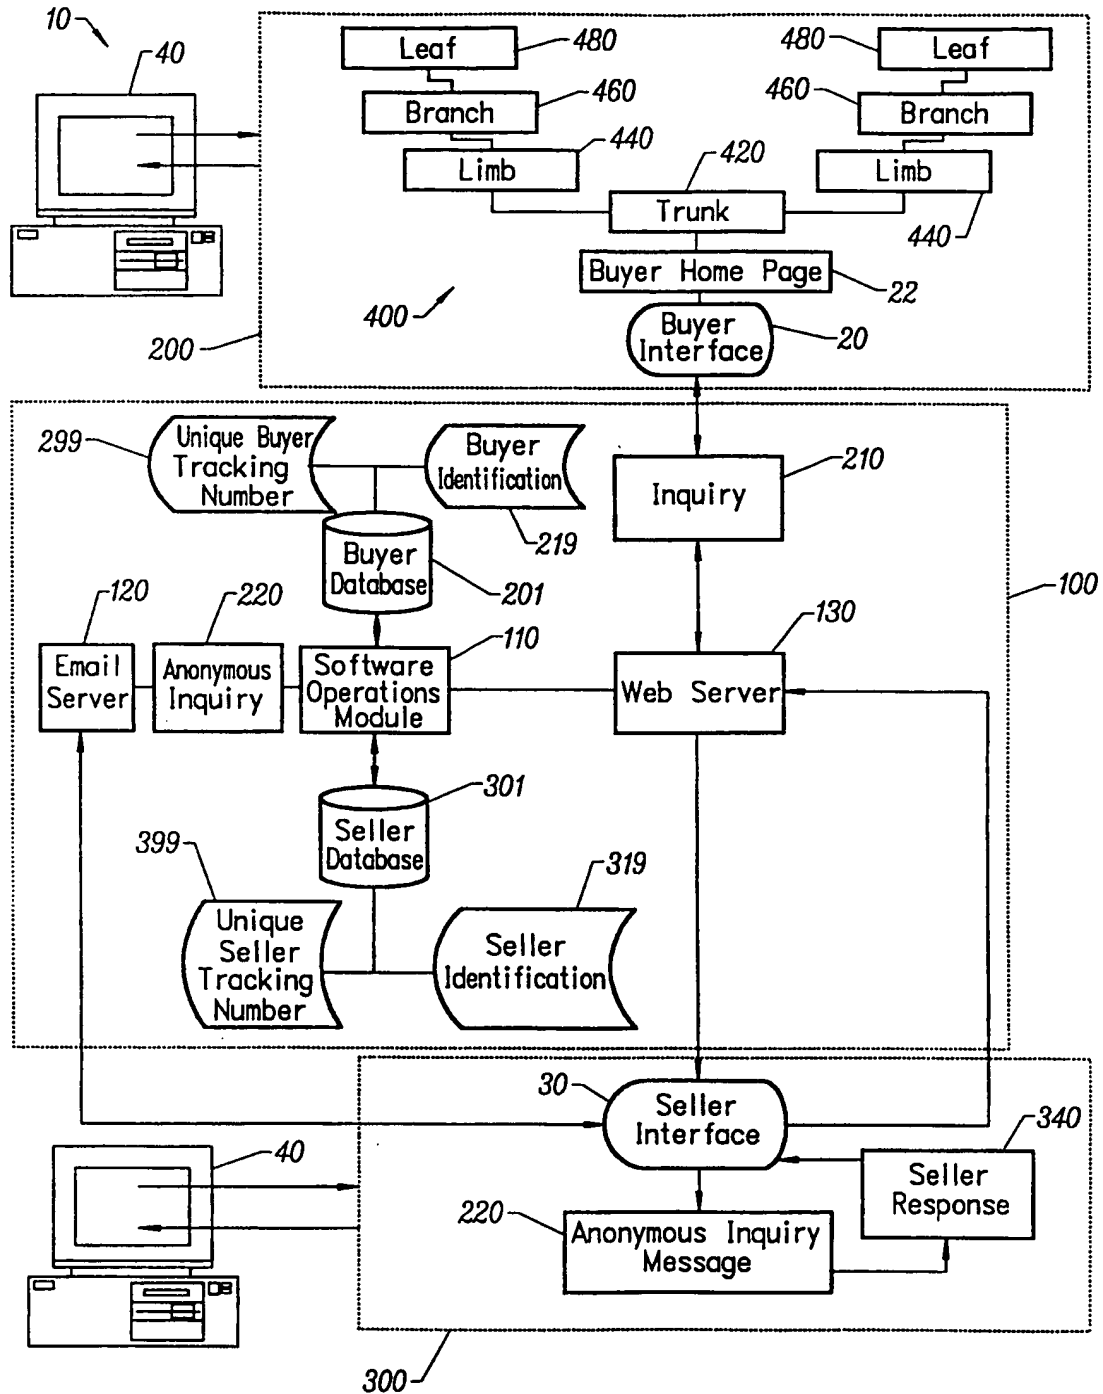 10
40
Leaf
480
480
Leaf
Branch
460
460
Branch
Limb
440
420
Limb
Trunk
440
Buyer Home Page
22
400
Buyer
Interface
20
200
299
Unique Buyer
Tracking
Number
Buyer
Identification
219
Inquiry
210
Buyer
Database
201
100
120
220
110
130
Email
Server
Anonymous
Inquiry
Software
Operations
Module
Web Server
301
Seller
Database
399
319
Unique
Seller
Tracking
Number
Seller
Identification
30
Seller
Interface
340
40
Seller
Response
220
Anonymous Inquiry
Message
300